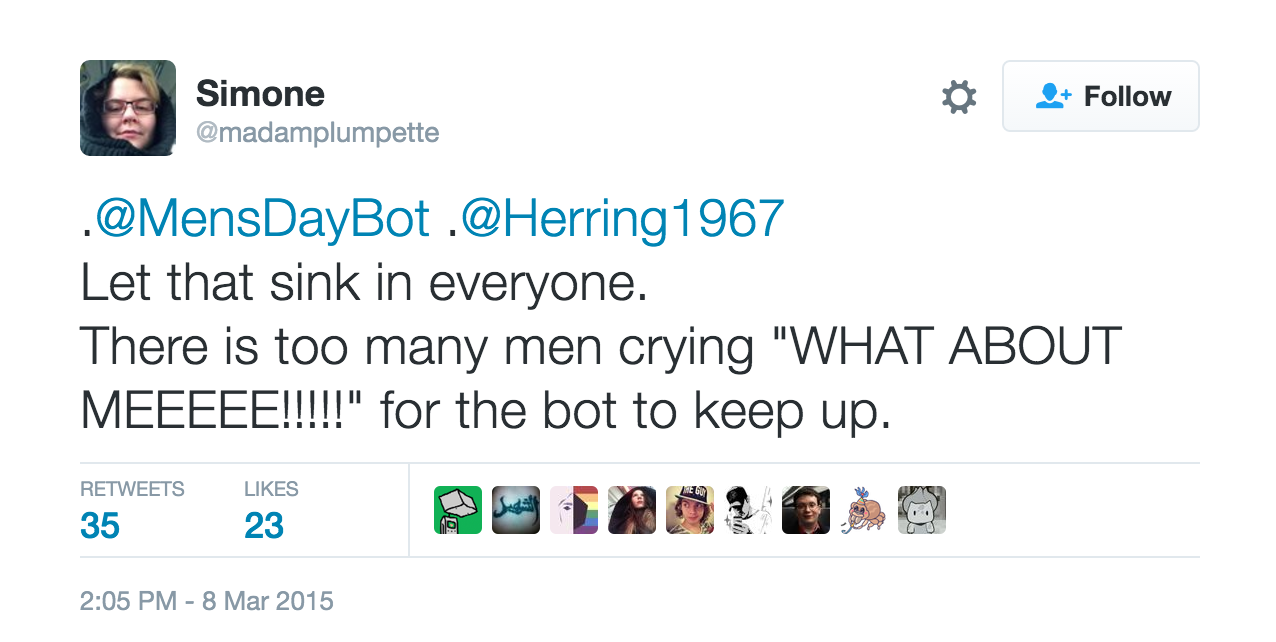 Simone
@madamplumpette
Follow
.@MensDayBot .@Herring1967
Let that sink in everyone.
There is too many men crying "WHAT ABOUT
MEEEEE!!!!!" for the bot to keep up.
RETWEETS LIKES
35 23
2:05 PM - 8 Mar 2015